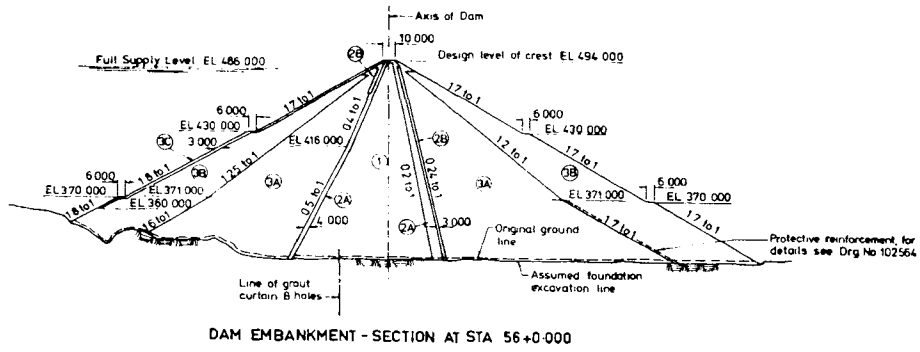 Axis of Dam
10 000
2B
Full Supply Level EL 486 000
Design level of crest EL 494 000
1.7 to 1
1.7 to 1
6 000
EL 430 000
3 000
3C
1.8 to 1
3B
1.25 to 1
3A
EL 416 000
0.4 to 1
0.5 to 1
2A
4 000
1
0.2 to 1
0.24 to 1
2B
2A
3 000
3A
1.2 to 1
3B
6 000
EL 430 000
1.7 to 1
EL 371 000
6 000
EL 370 000
1.7 to 1
1.7 to 1
6 000
EL 370 000
EL 371 000
EL 360 000
1.8 to 1
1.6 to 1
Original ground
line
Protective reinforcement, for
details see Drg No 102564
Assumed foundation
excavation line
Line of grout
curtain B holes
DAM EMBANKMENT - SECTION AT STA 56+0.000